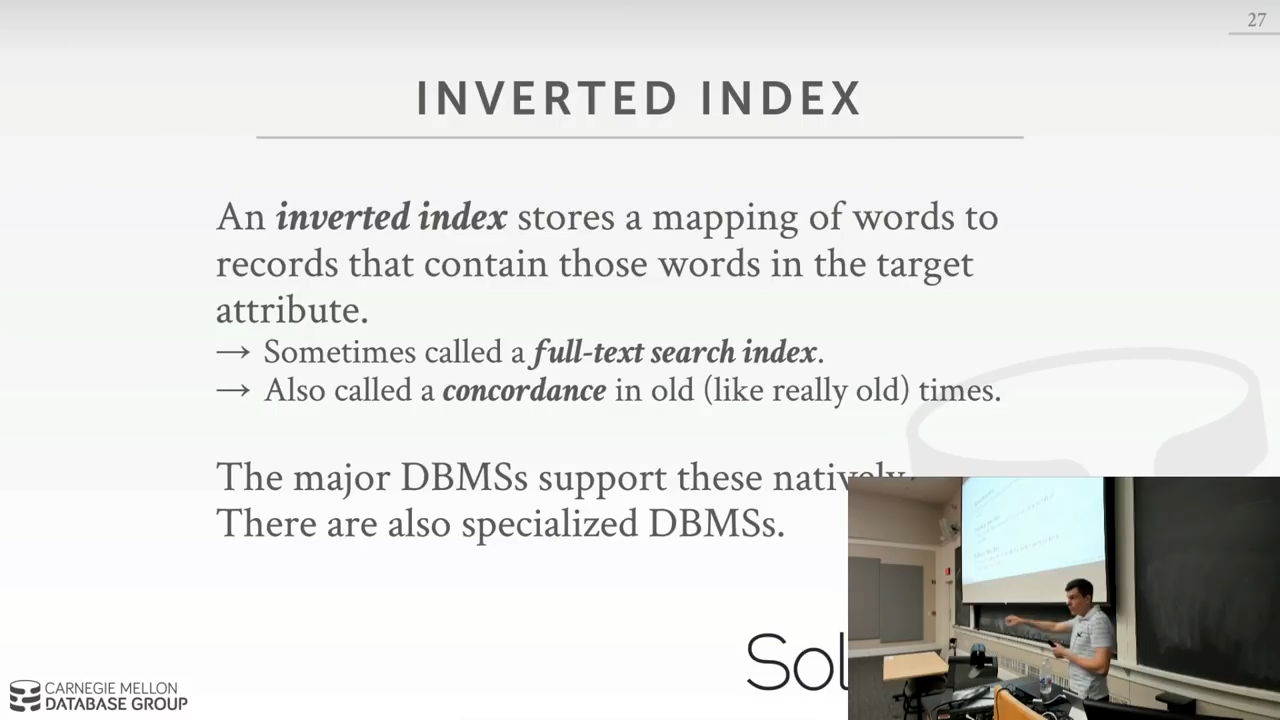 27
INVERTED INDEX
An inverted index stores a mapping of words to
records that contain those words in the target
attribute.
→ Sometimes called a full-text search index.
→ Also called a concordance in old (like really old) times.
The major DBMSs support these natively.
There are also specialized DBMSs.
Sol
CARNEGIE MELLON
DATABASE GROUP